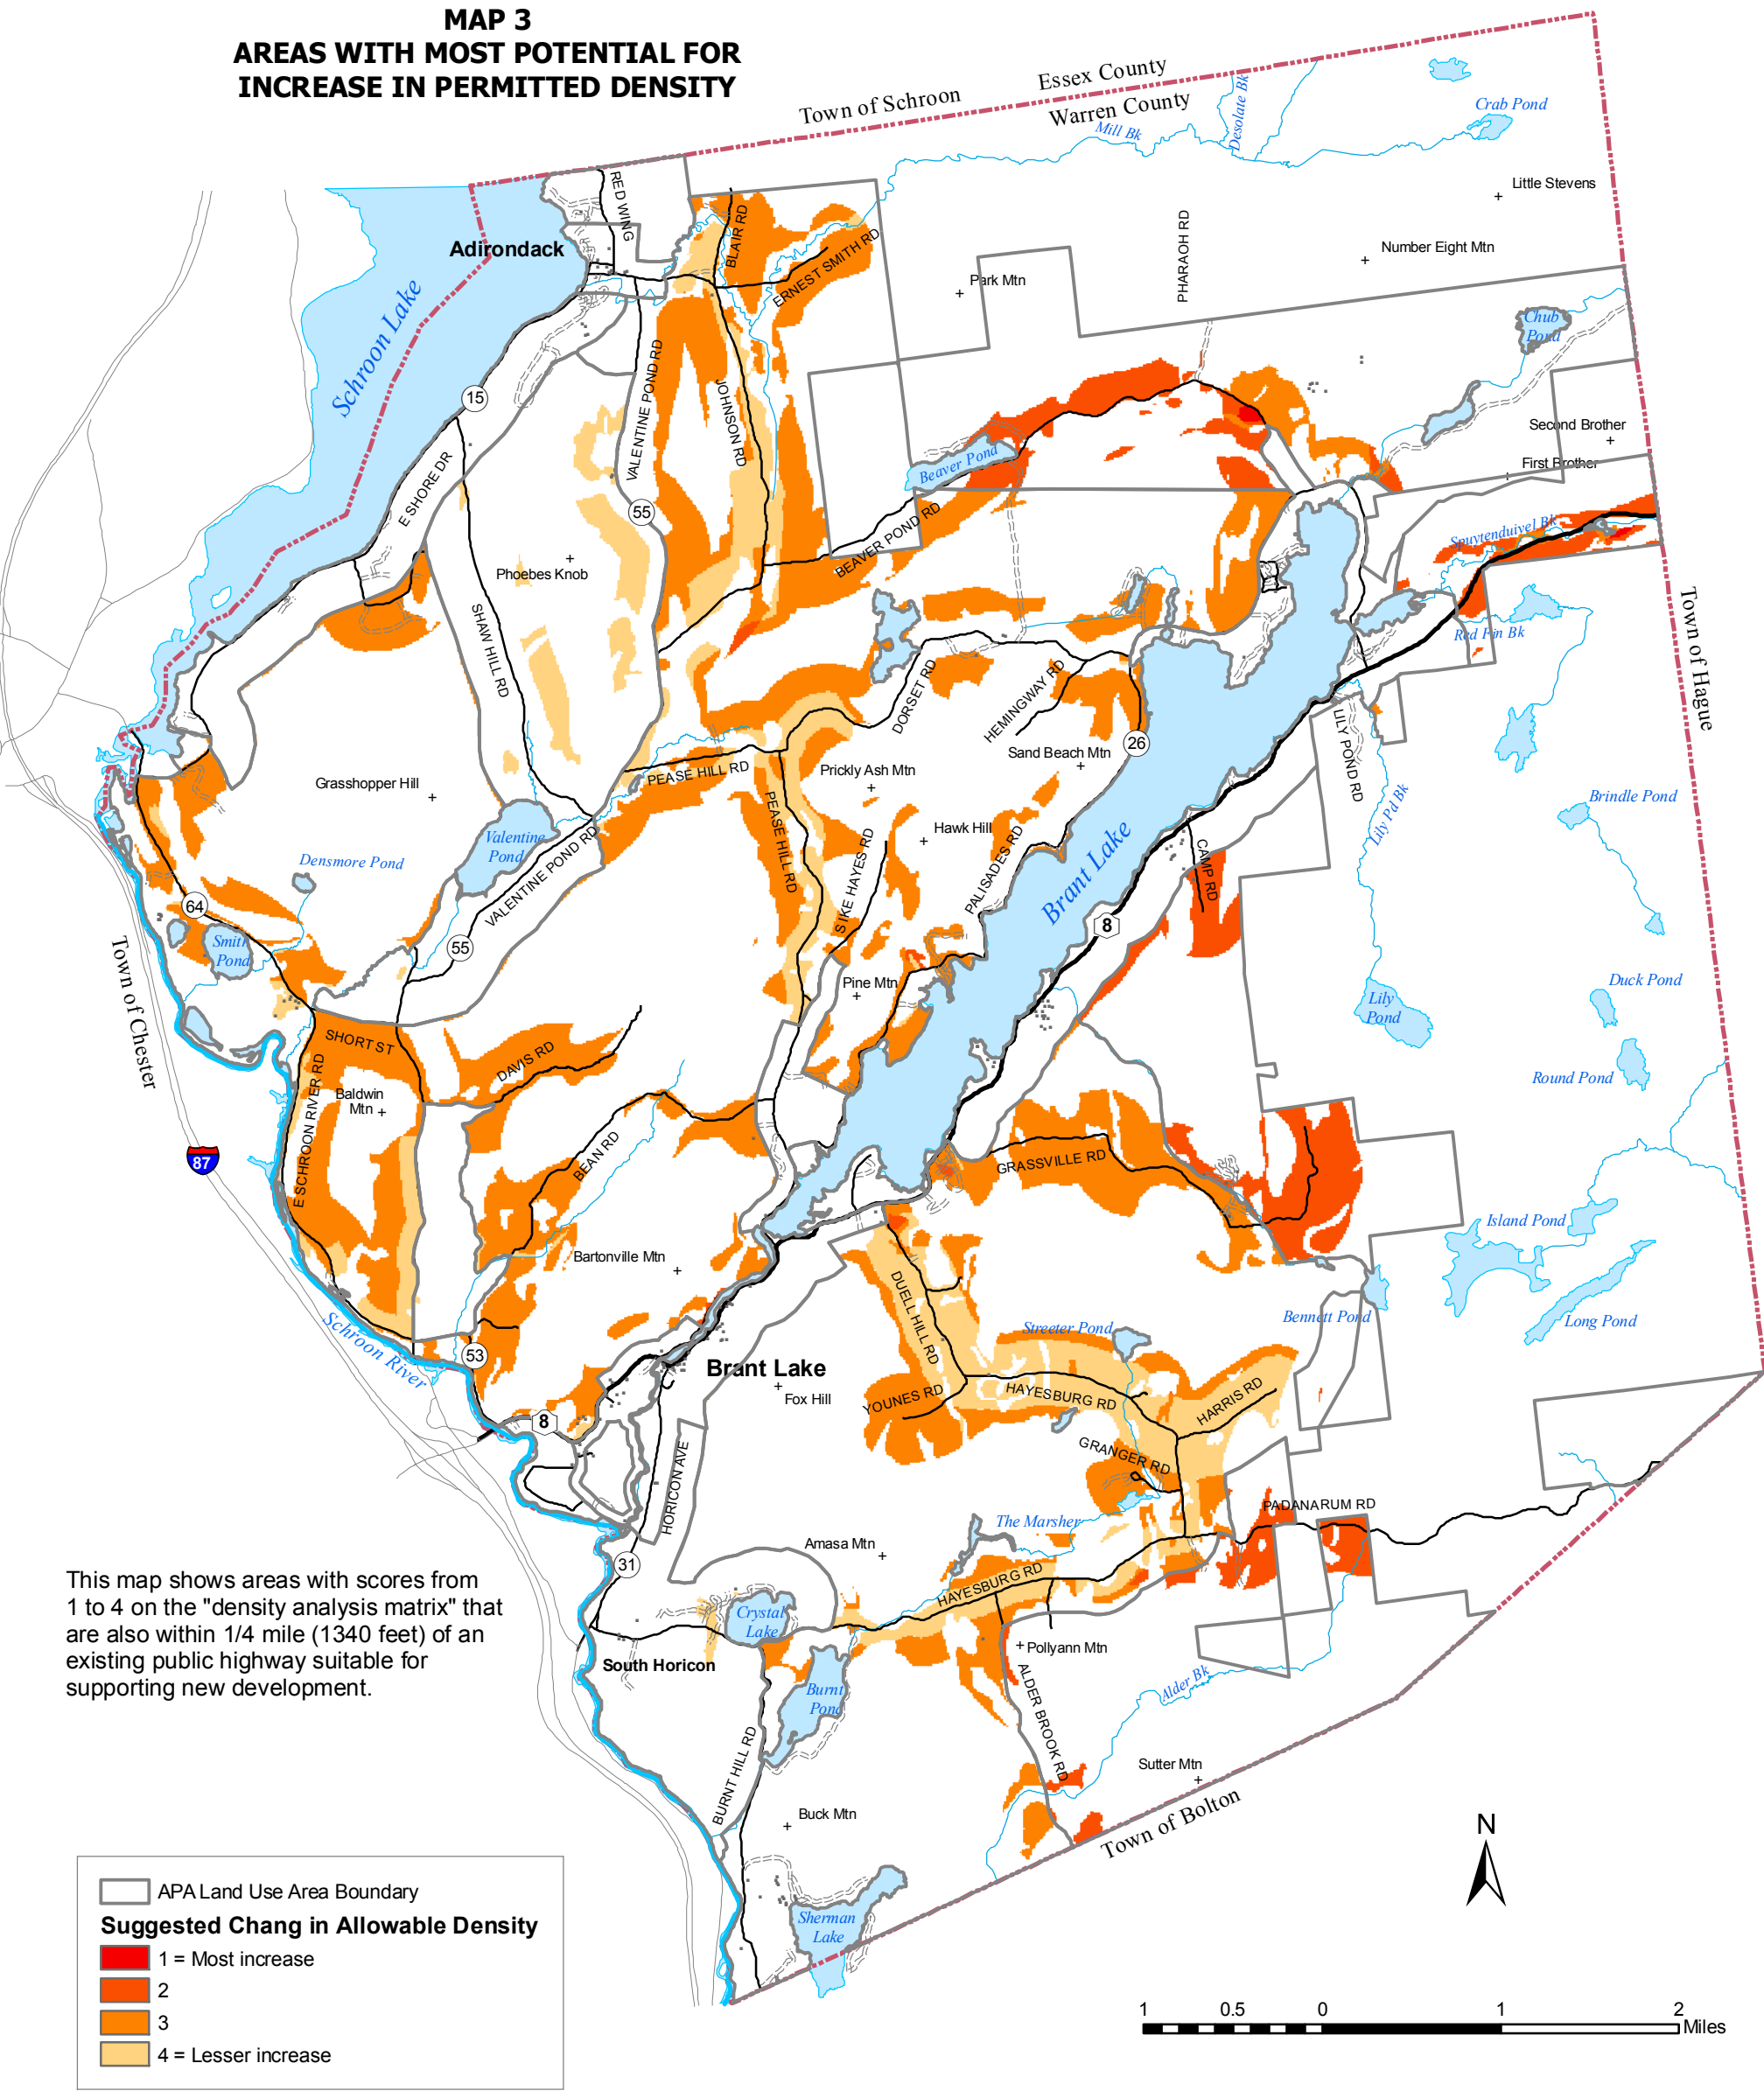 MAP 3
AREAS WITH MOST POTENTIAL FOR
INCREASE IN PERMITTED DENSITY
Town of Schroon
Essex County
Warren County
Mill Bk
Desolate Bk
Crab Pond
Little Stevens
Number Eight Mtn
PHARAOH RD
Park Mtn
RED WING
Adirondack
BLAIR RD
ERNEST SMITH RD
Schroon Lake
Chub
Pond
15
VALENTINE POND RD
JOHNSON RD
E SHORE DR
Second Brother
First Brother
Beaver Pond
55
BEAVER POND RD
Spuytenduivel Bk
Phoebes Knob
SHAW HILL RD
Red Fin Bk
Town of Hague
DORSET RD
HEMINGWAY RD
Sand Beach Mtn
26
LILY POND RD
Grasshopper Hill
PEASE HILL RD
Prickly Ash Mtn
PEASE HILL RD
Lily Pd Bk
Brindle Pond
Valentine
Pond
VALENTINE POND RD
Hawk Hill
S IKE HAYES RD
PALISADES RD
Brant Lake
CAMP RD
8
Densmore Pond
64
Smith
Pond
55
Town of Chester
Pine Mtn
Duck Pond
Lily
Pond
SHORT ST
DAVIS RD
Round Pond
E SCHROON RIVER RD
Baldwin
Mtn
87
BEAN RD
GRASSVILLE RD
Island Pond
Bartonville Mtn
DUELL HILL RD
Streeter Pond
Bennett Pond
Long Pond
Schroon River
53
Brant Lake
Fox Hill
YOUNES RD
HAYESBURG RD
HARRIS RD
8
GRANGER RD
HORICON AVE
PADANARUM RD
The Marsher
Amasa Mtn
31
HAYESBURG RD
This map shows areas with scores from
1 to 4 on the "density analysis matrix" that
are also within 1/4 mile (1340 feet) of an
existing public highway suitable for
supporting new development.
Crystal
Lake
South Horicon
Pollyann Mtn
Burnt
Pond
ALDER BROOK RD
Alder Bk
BURNT HILL RD
Sutter Mtn
Buck Mtn
Town of Bolton
N
Sherman
Lake
APA Land Use Area Boundary
Suggested Chang in Allowable Density
1 = Most increase
2
3
4 = Lesser increase
1 0.5 0 1 2
Miles